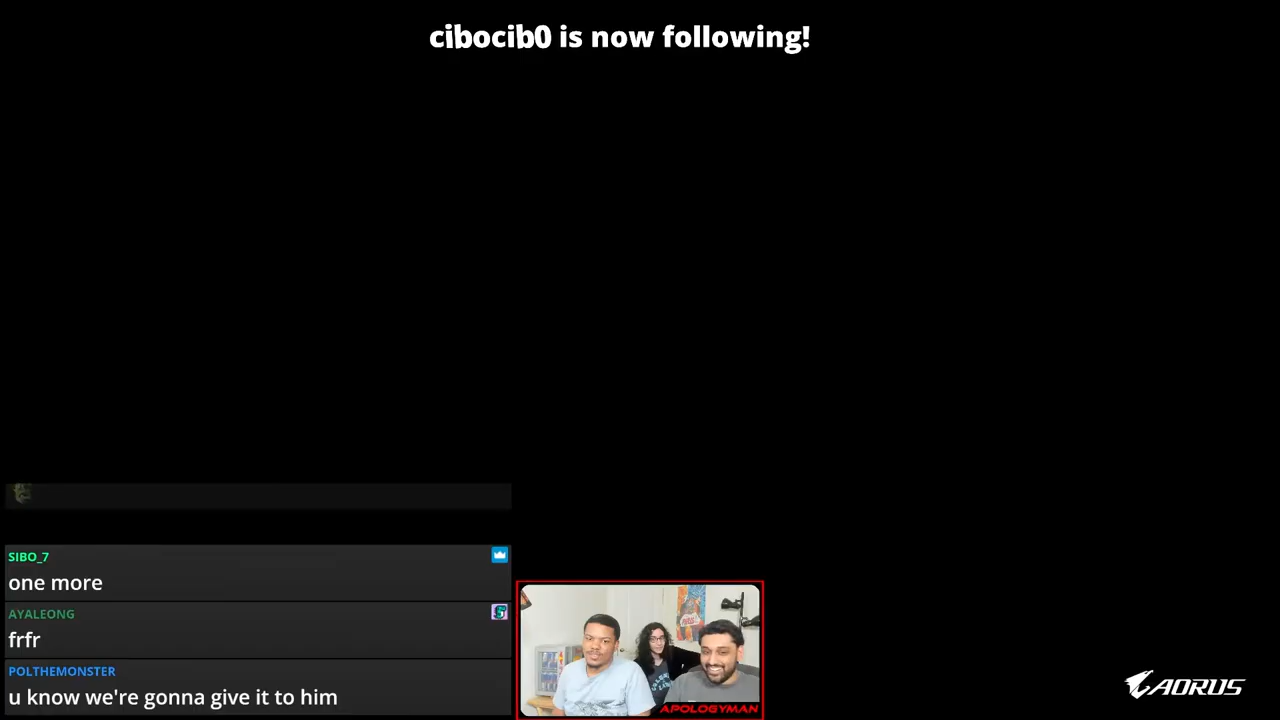 cibocib0 is now following!
SIBO_7
one more
AYALEONG
frfr
POLTHEMONSTER
u know we're gonna give it to him
APOLOGYMAN
AORUS